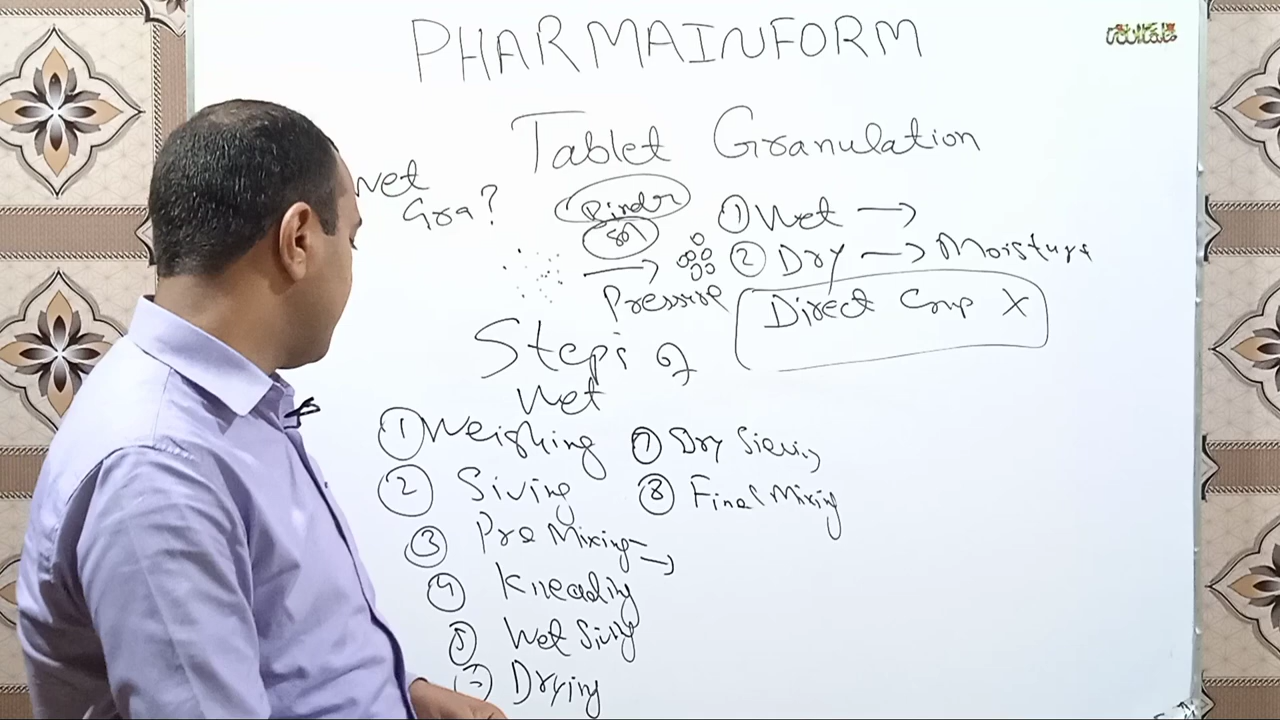 PHARMAINFORM
Tablet Granulation
Wet
Gra?
Binder
Sol
Pressure
① Wet →
② Dry → Moisture
Direct Comp X
Steps of
Wet
① Weighing
② Siving
③ Pre Mixing →
④ Kneading
⑤ Wet Siving
Drying
⑦ Dry Sieving
⑧ Final Mixing